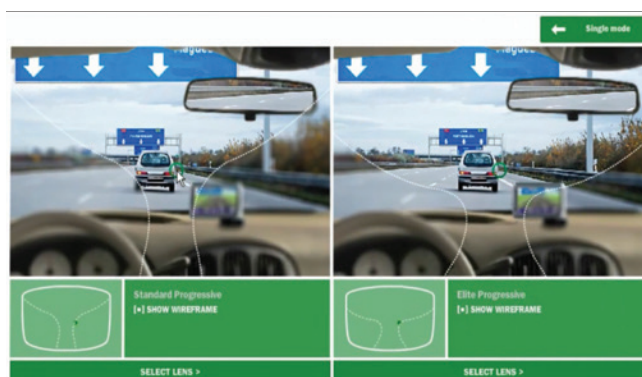 Single mode
Standard Progressive
[•] SHOW WIREFRAME
SELECT LENS >
Elite Progressive
[•] SHOW WIREFRAME
SELECT LENS >